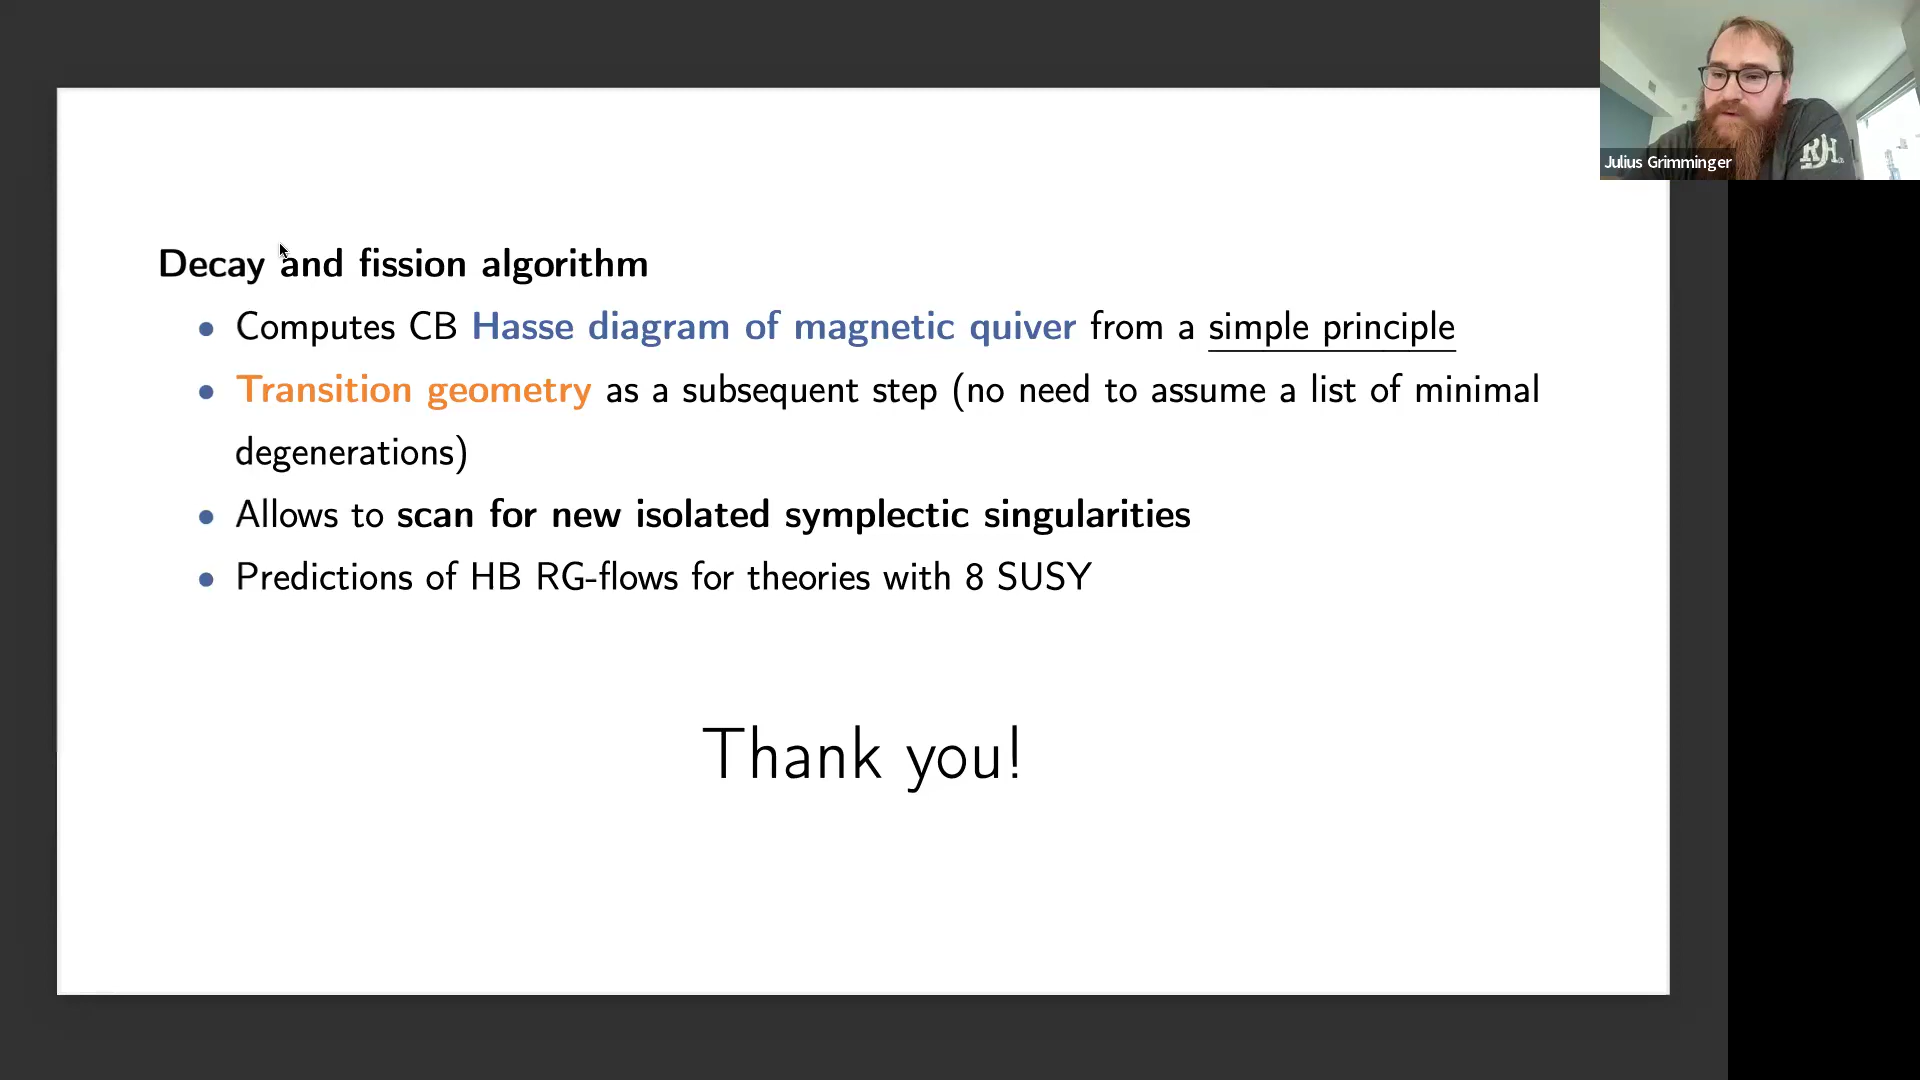 Julius Grimminger
RH
Decay and fission algorithm
• Computes CB Hasse diagram of magnetic quiver from a simple principle
• Transition geometry as a subsequent step (no need to assume a list of minimal
degenerations)
• Allows to scan for new isolated symplectic singularities
• Predictions of HB RG-flows for theories with 8 SUSY
Thank you!